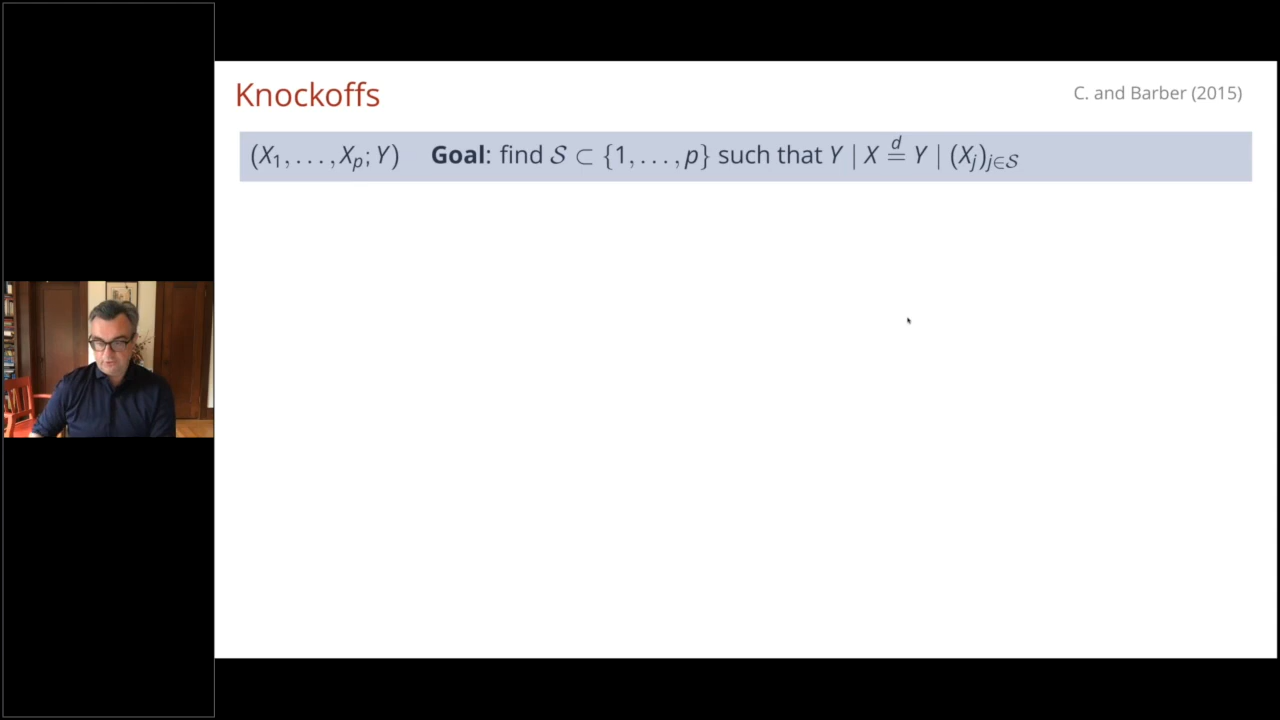 Knockoffs
C. and Barber (2015)
(X₁, . . . , Xₚ; Y) Goal: find 𝒮 ⊂ {1, . . . , p} such that Y | X =ᵈ Y | (Xⱼ)ⱼ∈𝒮